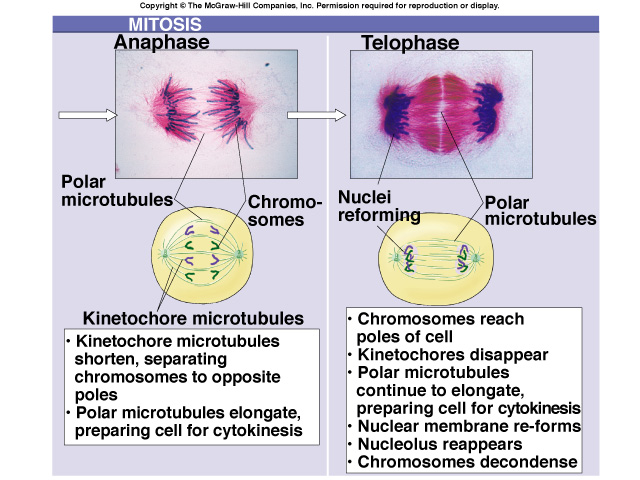 Copyright © The McGraw-Hill Companies, Inc. Permission required for reproduction or display.
MITOSIS
Anaphase
Polar
microtubules
Chromo-
somes
Kinetochore microtubules
• Kinetochore microtubules
shorten, separating
chromosomes to opposite
poles
• Polar microtubules elongate,
preparing cell for cytokinesis
Telophase
Nuclei
reforming
Polar
microtubules
• Chromosomes reach
poles of cell
• Kinetochores disappear
• Polar microtubules
continue to elongate,
preparing cell for cytokinesis
• Nuclear membrane re-forms
• Nucleolus reappears
• Chromosomes decondense